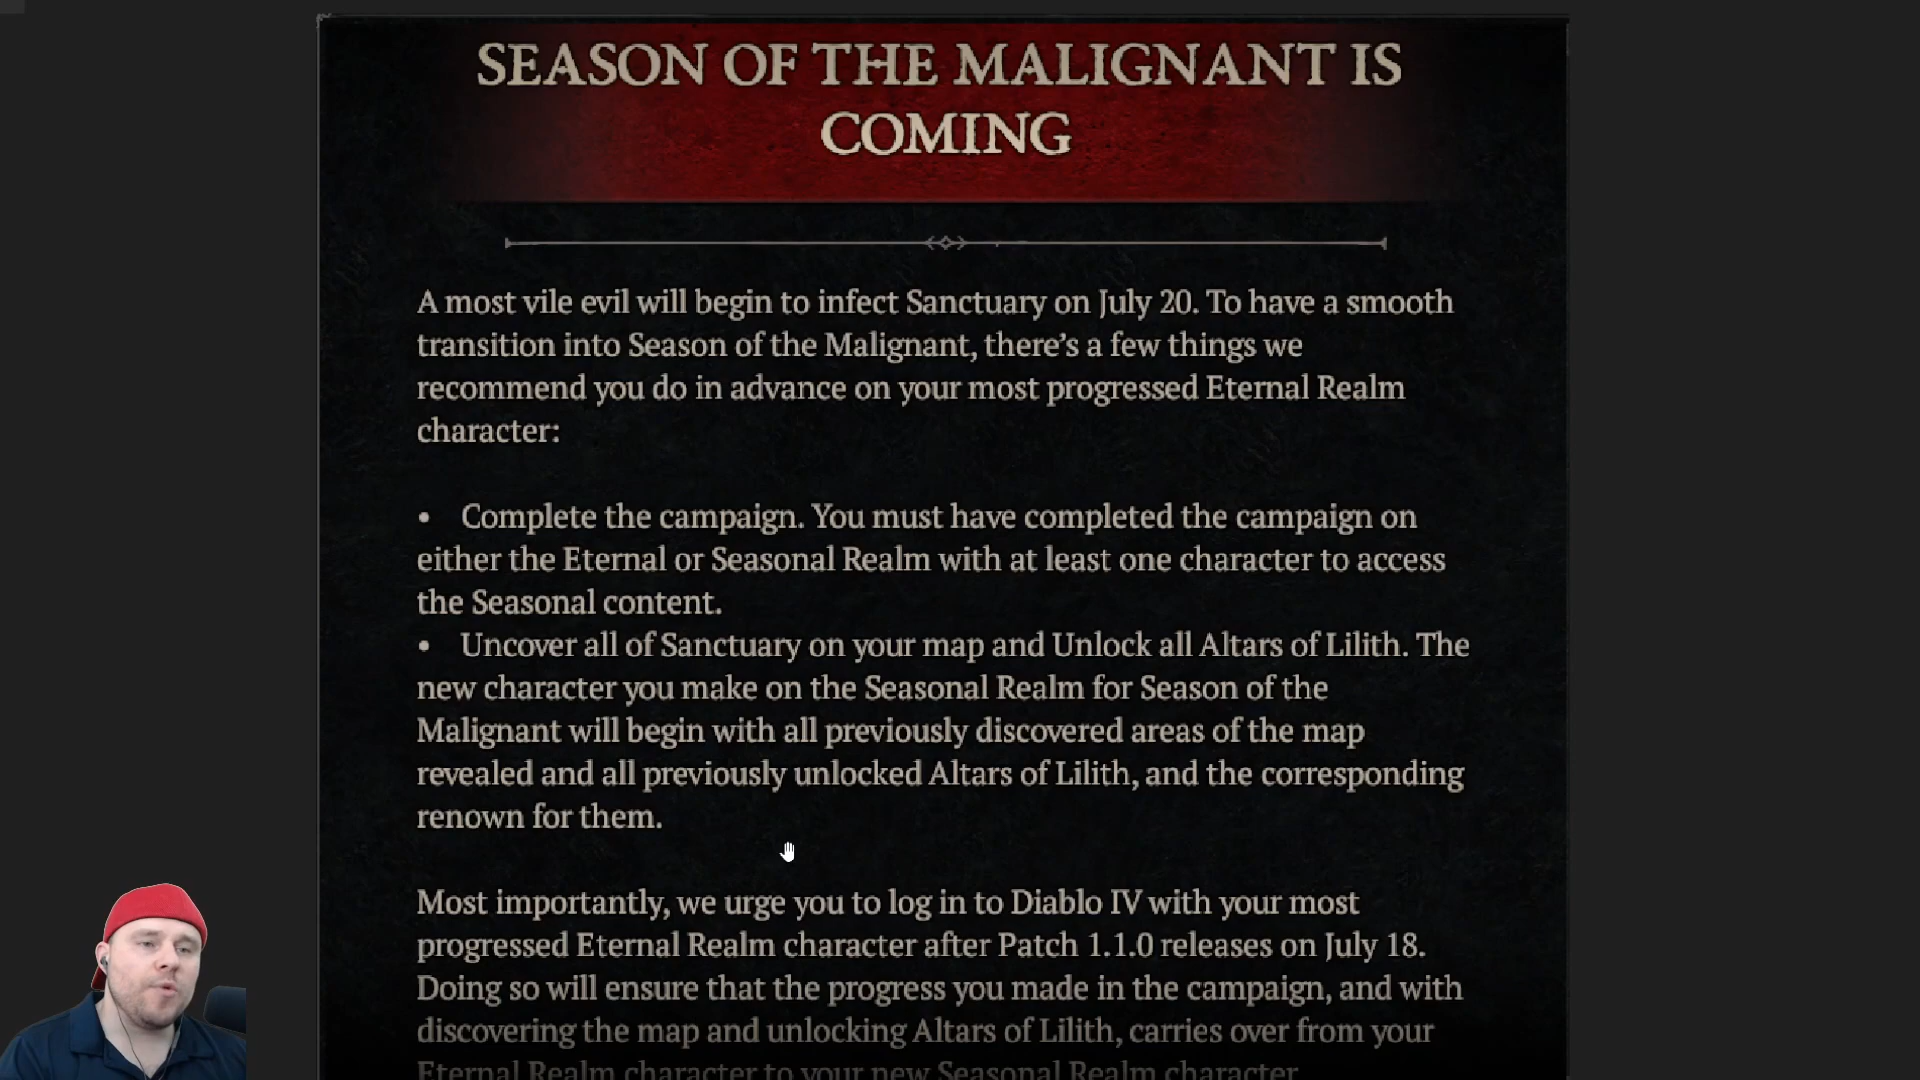 SEASON OF THE MALIGNANT IS
COMING
A most vile evil will begin to infect Sanctuary on July 20. To have a smooth
transition into Season of the Malignant, there’s a few things we
recommend you do in advance on your most progressed Eternal Realm
character:
• Complete the campaign. You must have completed the campaign on
either the Eternal or Seasonal Realm with at least one character to access
the Seasonal content.
• Uncover all of Sanctuary on your map and Unlock all Altars of Lilith. The
new character you make on the Seasonal Realm for Season of the
Malignant will begin with all previously discovered areas of the map
revealed and all previously unlocked Altars of Lilith, and the corresponding
renown for them.
Most importantly, we urge you to log in to Diablo IV with your most
progressed Eternal Realm character after Patch 1.1.0 releases on July 18.
Doing so will ensure that the progress you made in the campaign, and with
discovering the map and unlocking Altars of Lilith, carries over from your
Eternal Realm character to your new Seasonal Realm character